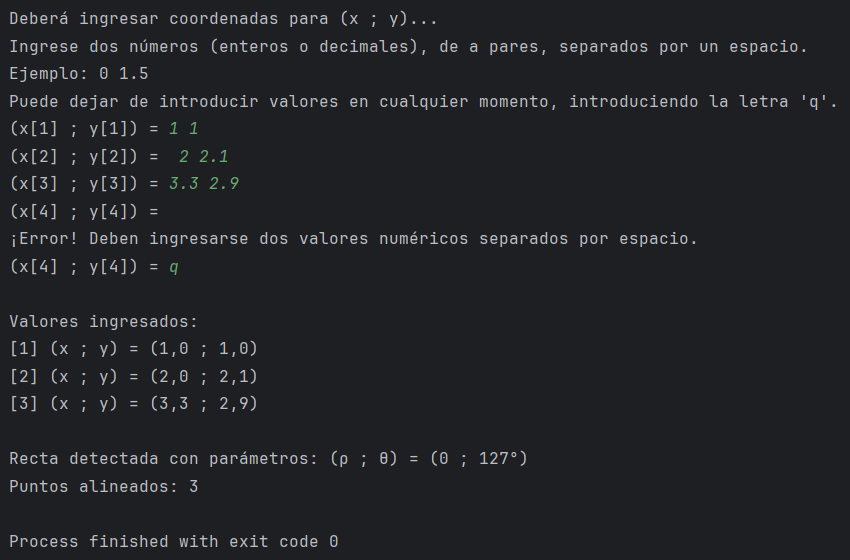 Deberá ingresar coordenadas para (x ; y)...
Ingrese dos números (enteros o decimales), de a pares, separados por un espacio.
Ejemplo: 0 1.5
Puede dejar de introducir valores en cualquier momento, introduciendo la letra 'q'.
(x[1] ; y[1]) = 1 1
(x[2] ; y[2]) =  2 2.1
(x[3] ; y[3]) = 3.3 2.9
(x[4] ; y[4]) =
¡Error! Deben ingresarse dos valores numéricos separados por espacio.
(x[4] ; y[4]) = q
Valores ingresados:
[1] (x ; y) = (1,0 ; 1,0)
[2] (x ; y) = (2,0 ; 2,1)
[3] (x ; y) = (3,3 ; 2,9)
Recta detectada con parámetros: (ρ ; θ) = (0 ; 127°)
Puntos alineados: 3
Process finished with exit code 0